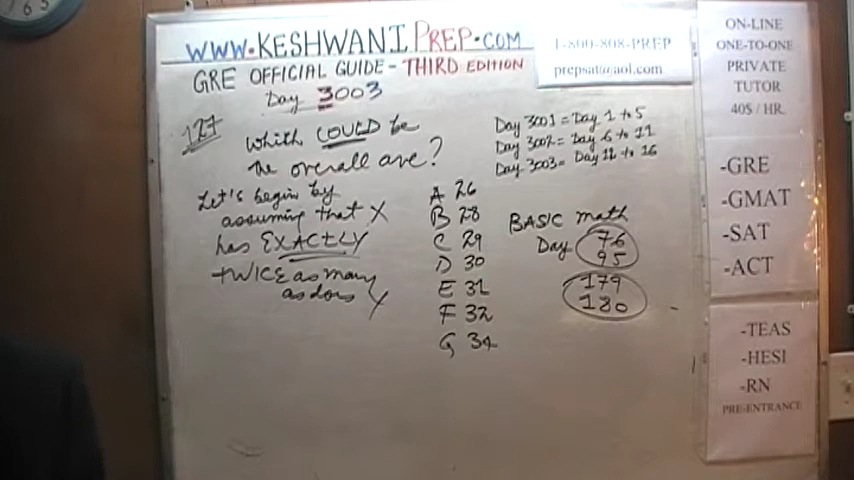 WWW.KESHWANIPREP.COM
GRE OFFICIAL GUIDE - THIRD EDITION
Day 3003
1-800-808-PREP
prepsat@aol.com
127
Which COULD be
the overall ave?
Day 3001 = Day 1 to 5
Day 3002 = Day 6 to 11
Day 3003 = Day 12 to 16
Let's begin by
assuming that X
has EXACTLY
TWICE as many
as does Y
A 26
B 28
C 29
D 30
E 31
F 32
G 34
BASIC math
Day 76
95
179
180
ON-LINE
ONE-TO-ONE
PRIVATE
TUTOR
40$ / HR.
-GRE
-GMAT
-SAT
-ACT
-TEAS
-HESI
-RN
PRE-ENTRANCE